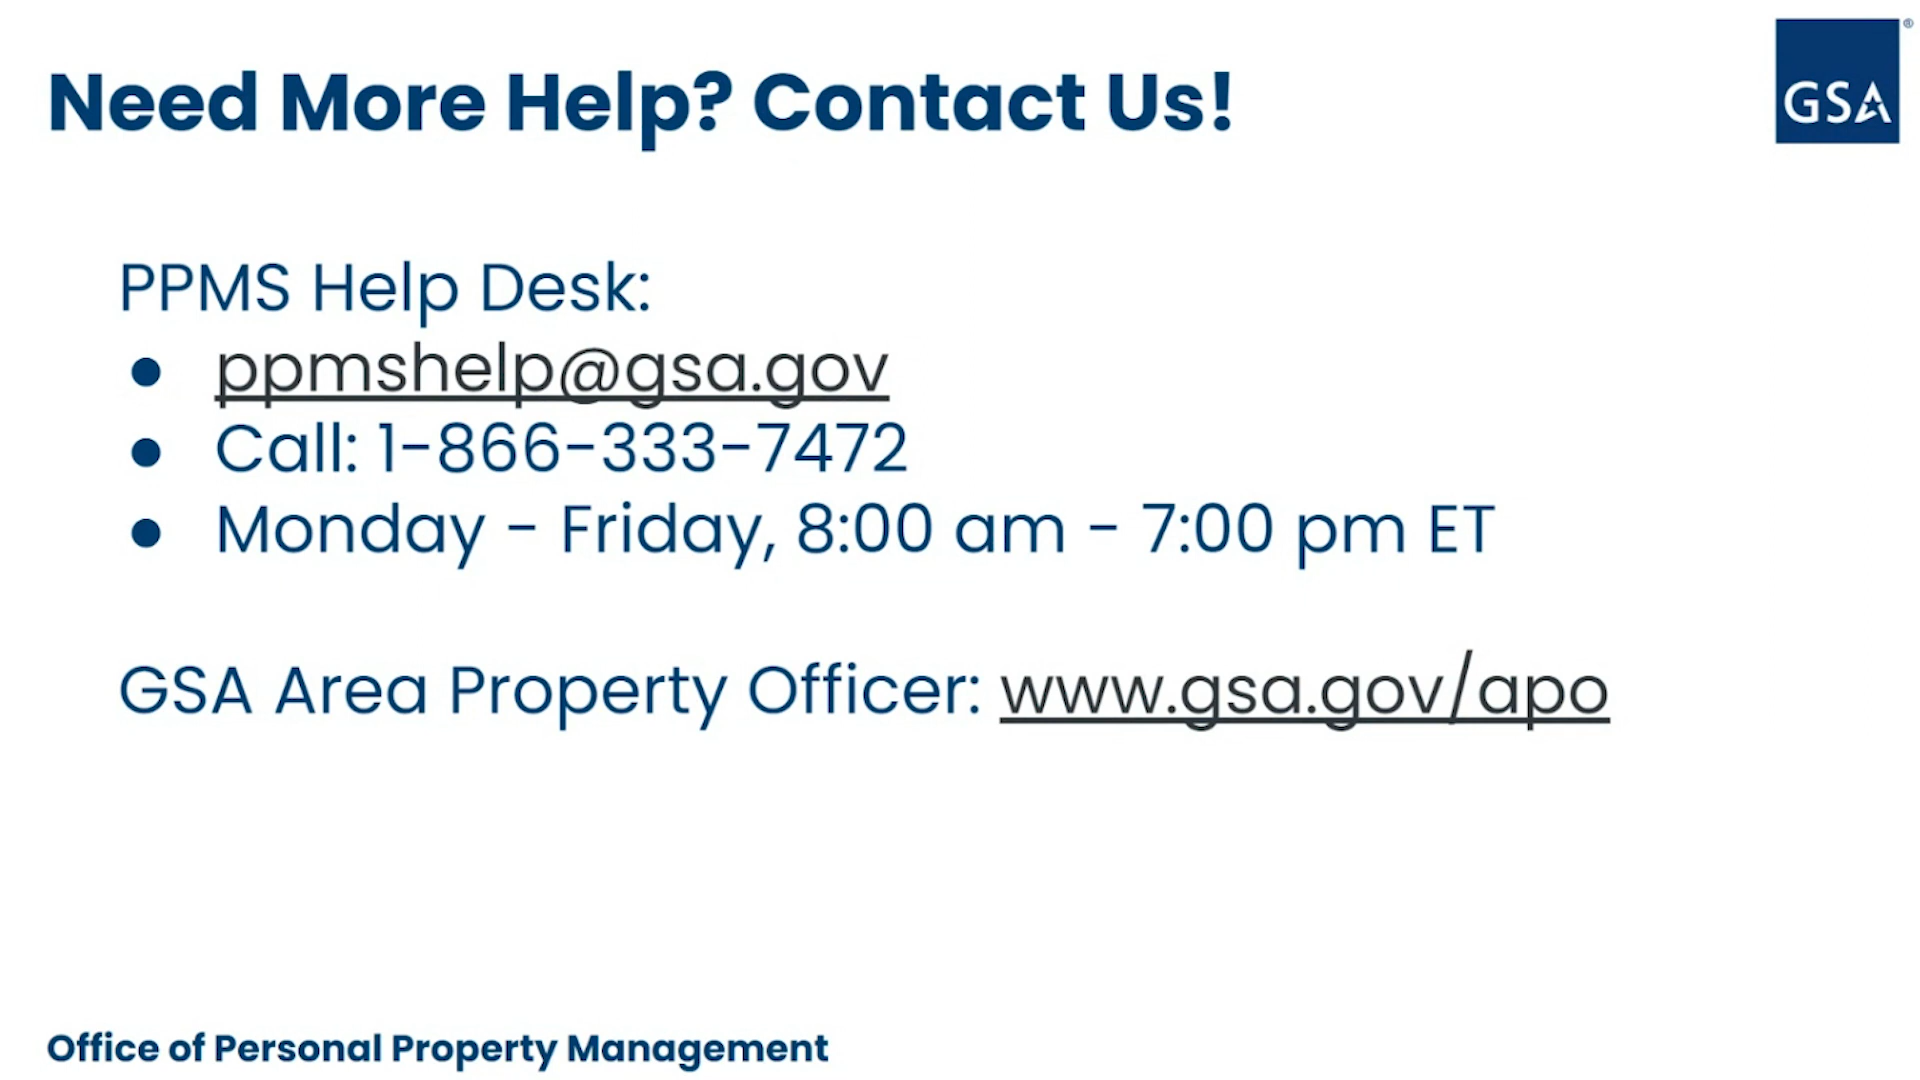 Need More Help? Contact Us!
GSA
®
PPMS Help Desk:
● ppmshelp@gsa.gov
● Call: 1-866-333-7472
● Monday - Friday, 8:00 am - 7:00 pm ET
GSA Area Property Officer: www.gsa.gov/apo
Office of Personal Property Management